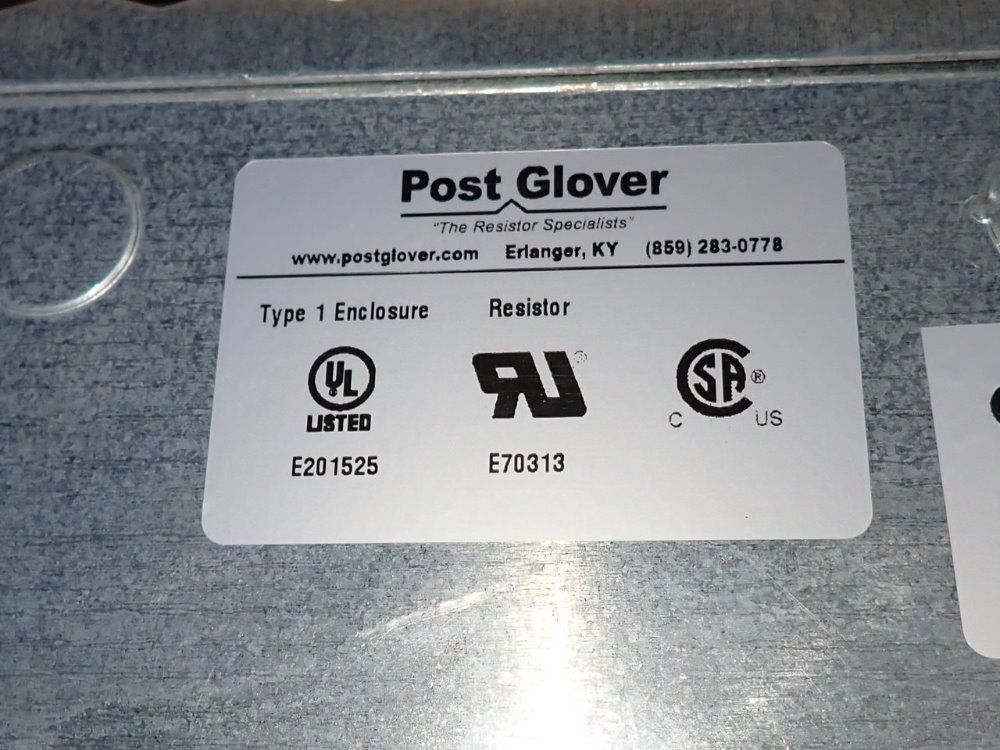 Post Glover
"The Resistor Specialists"
www.postglover.com Erlanger, KY (859) 283-0778
Type 1 Enclosure Resistor
UL RU ® SA ®
LISTED C US
E201525 E70313